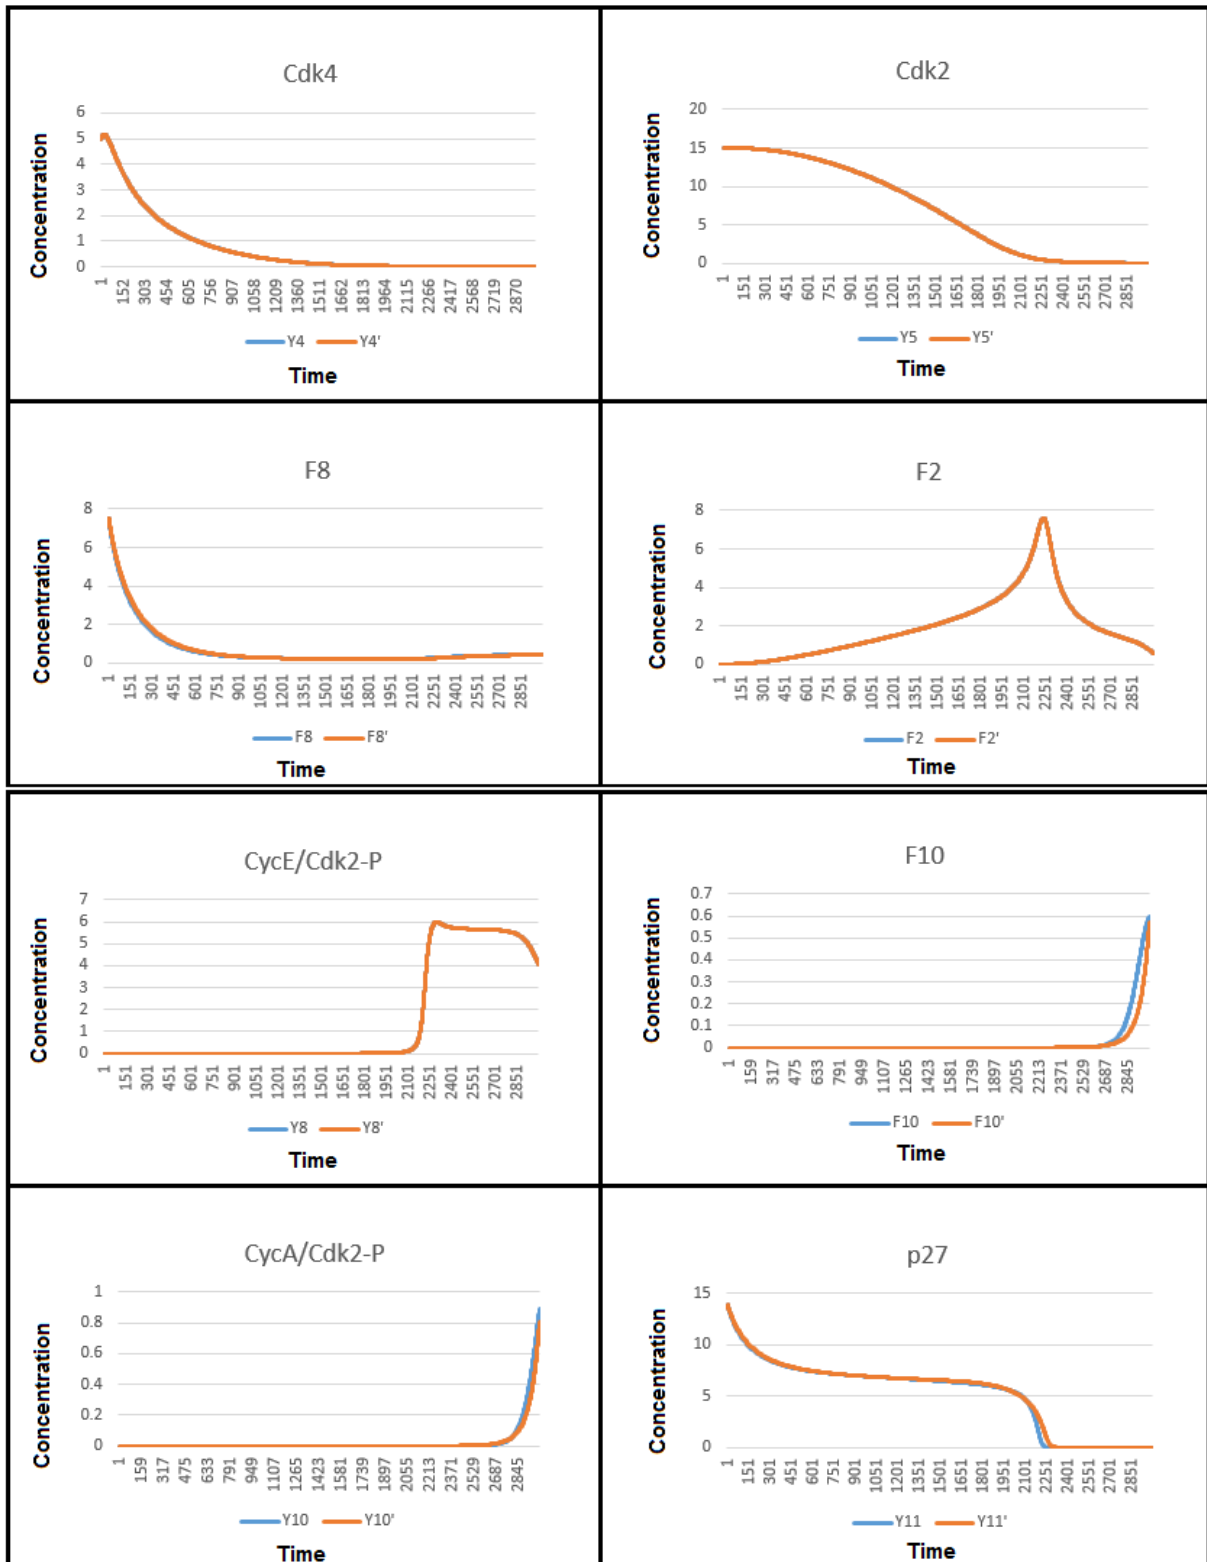 Cdk4
Concentration
6
5
4
3
2
1
0
1 152 303 454 605 756 907 1058 1209 1360 1511 1662 1813 1964 2115 2266 2417 2568 2719 2870
Y4 Y4'
Time
Cdk2
Concentration
20
15
10
5
0
1 151 301 451 601 751 901 1051 1201 1351 1501 1651 1801 1951 2101 2251 2401 2551 2701 2851
Y5 Y5'
Time
F8
Concentration
8
6
4
2
0
1 151 301 451 601 751 901 1051 1201 1351 1501 1651 1801 1951 2101 2251 2401 2551 2701 2851
F8 F8'
Time
F2
Concentration
8
6
4
2
0
1 151 301 451 601 751 901 1051 1201 1351 1501 1651 1801 1951 2101 2251 2401 2551 2701 2851
F2 F2'
Time
CycE/Cdk2-P
Concentration
7
6
5
4
3
2
1
0
1 151 301 451 601 751 901 1051 1201 1351 1501 1651 1801 1951 2101 2251 2401 2551 2701 2851
Y8 Y8'
Time
F10
Concentration
0.7
0.6
0.5
0.4
0.3
0.2
0.1
0
1 159 317 475 633 791 949 1107 1265 1423 1581 1739 1897 2055 2213 2371 2529 2687 2845
F10 F10'
Time
CycA/Cdk2-P
Concentration
1
0.8
0.6
0.4
0.2
0
1 159 317 475 633 791 949 1107 1265 1423 1581 1739 1897 2055 2213 2371 2529 2687 2845
Y10 Y10'
Time
p27
Concentration
15
10
5
0
1 151 301 451 601 751 901 1051 1201 1351 1501 1651 1801 1951 2101 2251 2401 2551 2701 2851
Y11 Y11'
Time